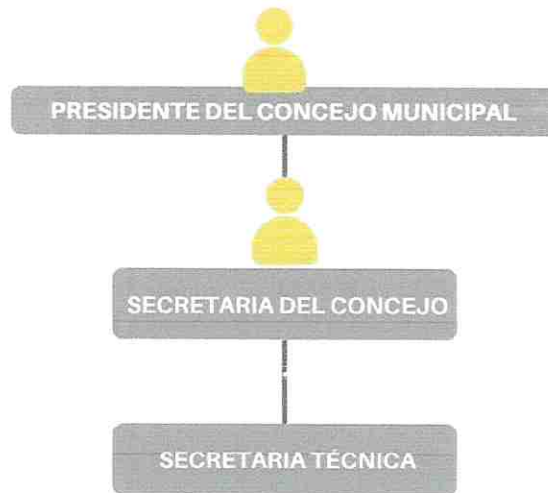 PRESIDENTE DEL CONCEJO MUNICIPAL
SECRETARIA DEL CONCEJO
SECRETARIA TÉCNICA